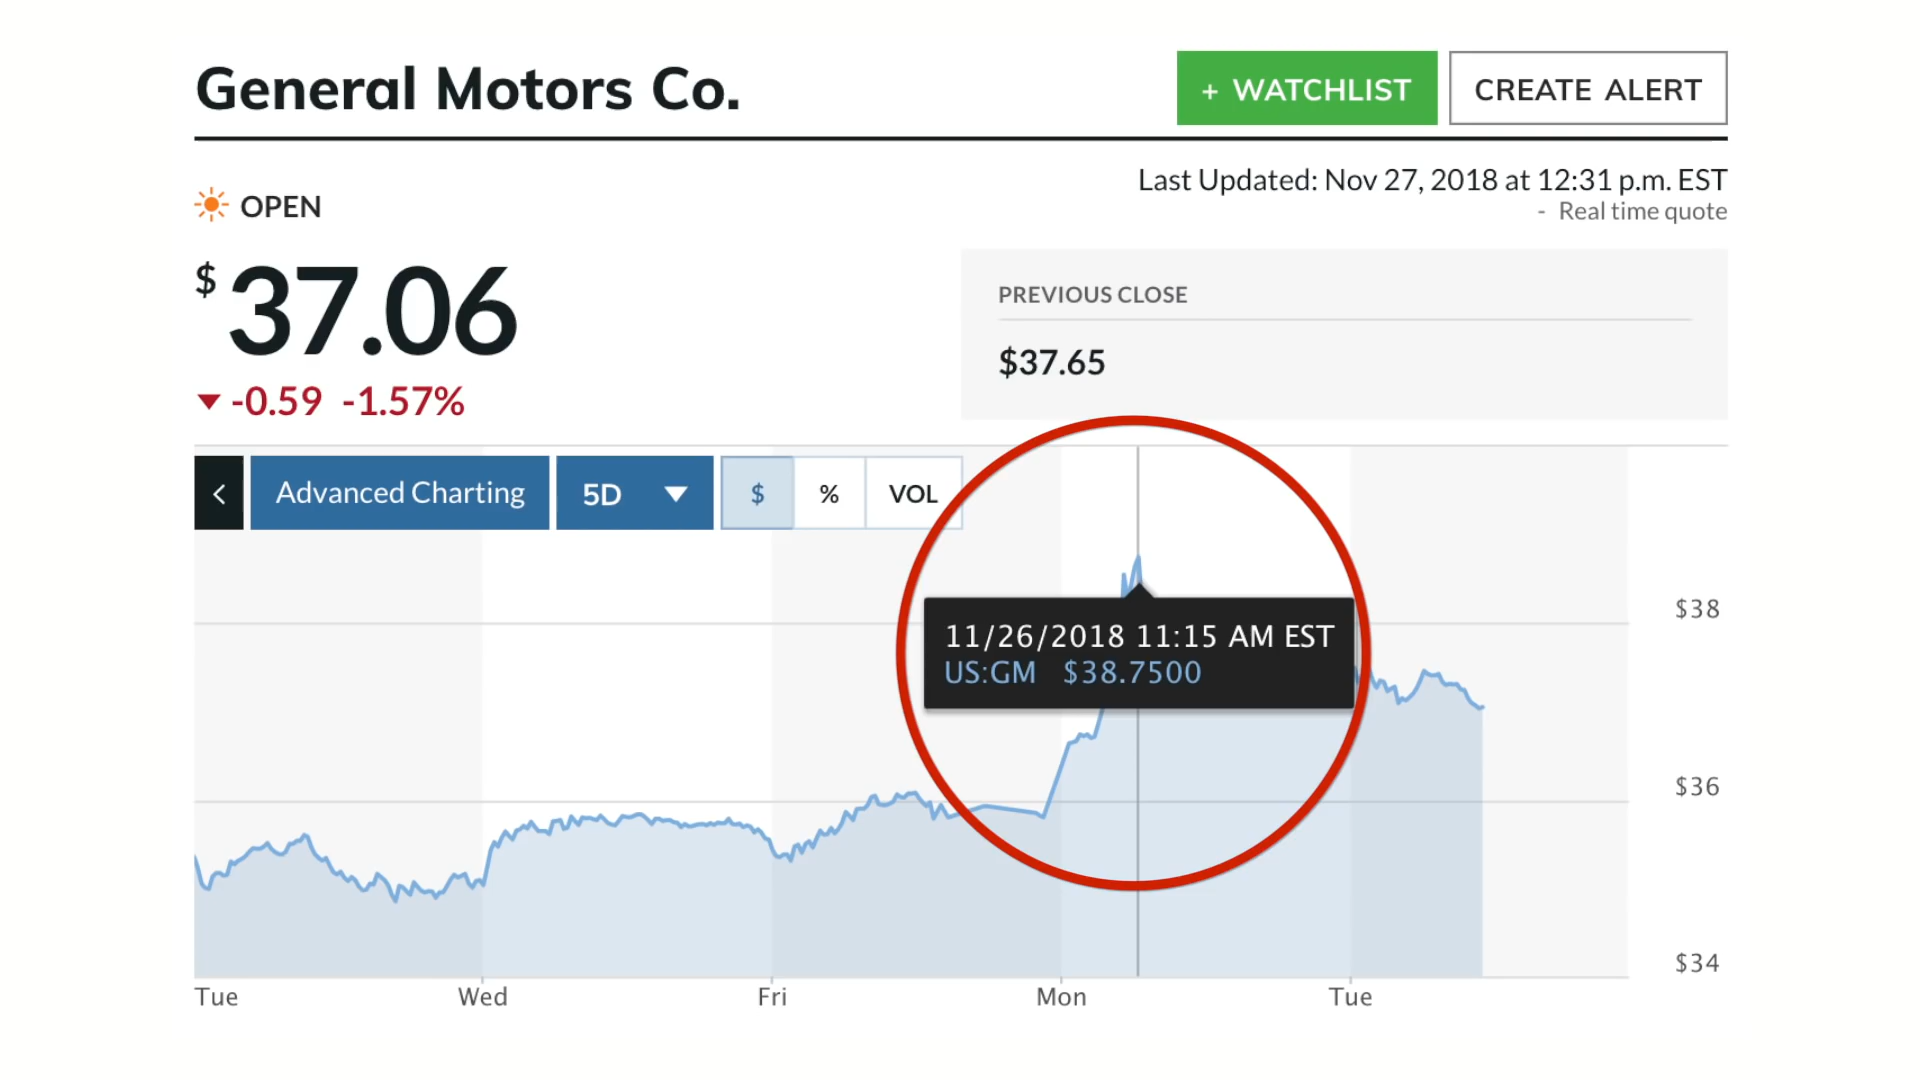 General Motors Co.
+ WATCHLIST
CREATE ALERT
Last Updated: Nov 27, 2018 at 12:31 p.m. EST
- Real time quote
OPEN
$37.06
-0.59 -1.57%
PREVIOUS CLOSE
$37.65
< Advanced Charting 5D $ % VOL
11/26/2018 11:15 AM EST
US:GM $38.7500
$38
$36
$34
Tue Wed Fri Mon Tue